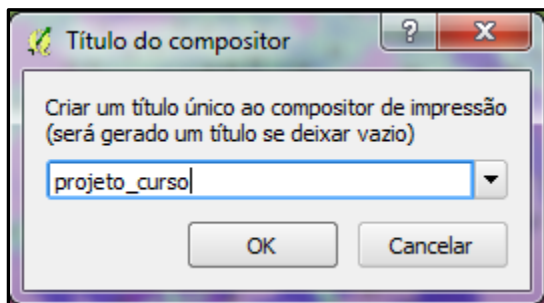 Título do compositor
Criar um título único ao compositor de impressão
(será gerado um título se deixar vazio)
projeto_curso
OK
Cancelar